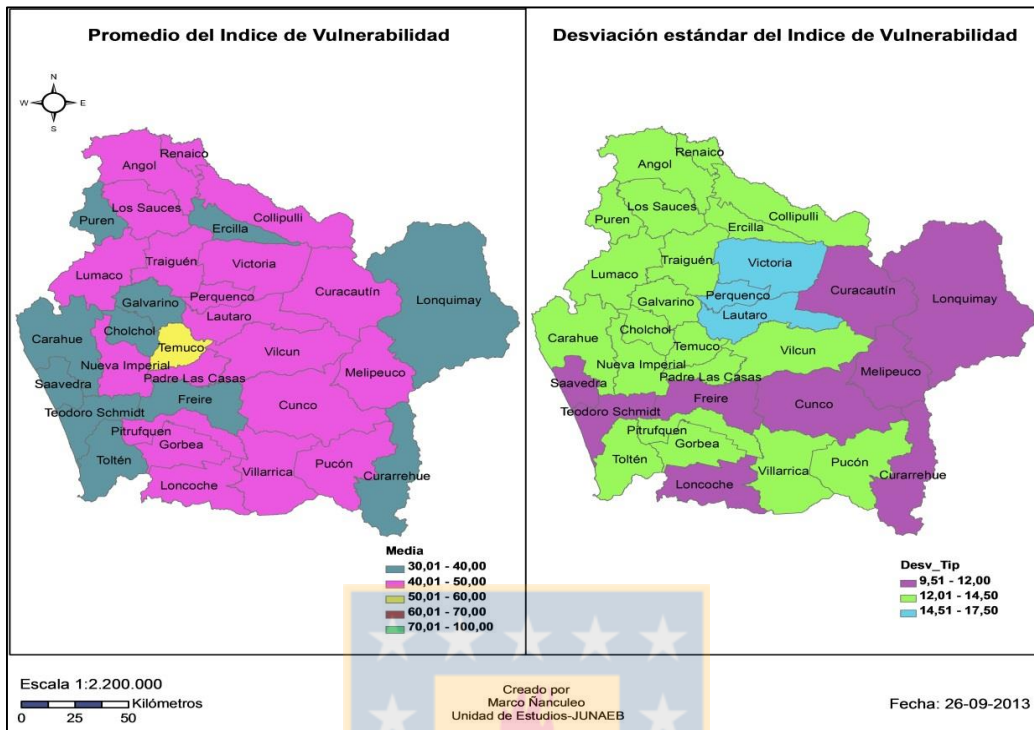 Promedio del Indice de Vulnerabilidad
N
W E
S
Renaico
Angol
Los Sauces
Collipulli
Puren
Ercilla
Traiguén
Victoria
Lumaco
Curacautín
Lonquimay
Perquenco
Galvarino
Lautaro
Carahue
Cholchol
Temuco
Vilcun
Melipeuco
Nueva Imperial
Padre Las Casas
Saavedra
Freire
Cunco
Teodoro Schmidt
Pitrufquen
Gorbea
Toltén
Villarrica
Pucón
Curarrehue
Loncoche
Media
30,01 - 40,00
40,01 - 50,00
50,01 - 60,00
60,01 - 70,00
70,01 - 100,00
Desviación estándar del Indice de Vulnerabilidad
Renaico
Angol
Los Sauces
Collipulli
Puren
Ercilla
Traiguén
Victoria
Lumaco
Curacautín
Lonquimay
Perquenco
Galvarino
Lautaro
Carahue
Cholchol
Temuco
Vilcun
Melipeuco
Nueva Imperial
Padre Las Casas
Saavedra
Freire
Cunco
Teodoro Schmidt
Pitrufquen
Gorbea
Toltén
Villarrica
Pucón
Curarrehue
Loncoche
Desv_Tip
9,51 - 12,00
12,01 - 14,50
14,51 - 17,50
Escala 1:2.200.000
Kilómetros
0 25 50
Creado por
Marco Ñanculeo
Unidad de Estudios-JUNAEB
Fecha: 26-09-2013